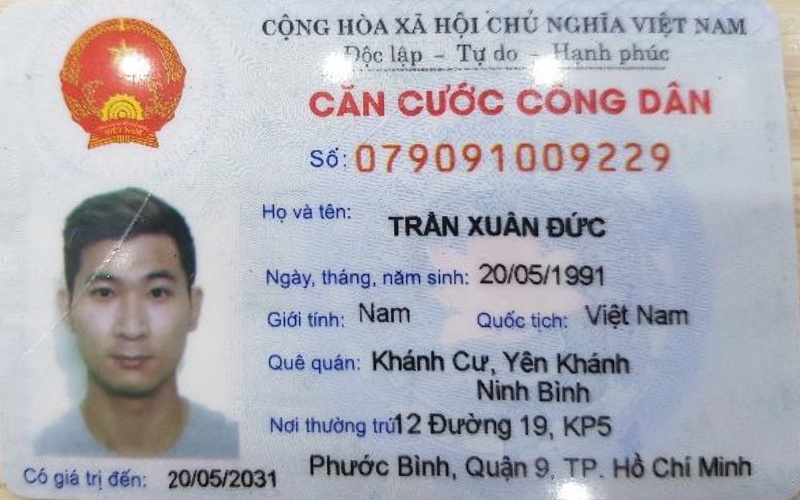 CỘNG HÒA XÃ HỘI CHỦ NGHĨA VIỆT NAM
Độc lập - Tự do - Hạnh phúc
CĂN CƯỚC CÔNG DÂN
Số: 079091009229
Họ và tên: TRẦN XUÂN ĐỨC
Ngày, tháng, năm sinh: 20/05/1991
Giới tính: Nam Quốc tịch: Việt Nam
Quê quán: Khánh Cư, Yên Khánh
Ninh Bình
Nơi thường trú 12 Đường 19, KP5
Phước Bình, Quận 9, TP. Hồ Chí Minh
Có giá trị đến: 20/05/2031
VIỆT NAM